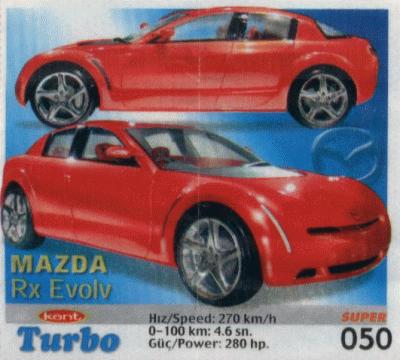 MAZDA
Rx Evolv
kent
Turbo
Hız/Speed: 270 km/h
0-100 km: 4.6 sn.
Güç/Power: 280 hp.
SUPER
050